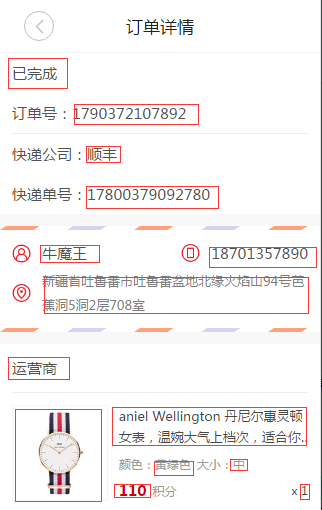 订单详情
已完成
订单号：1790372107892
快递公司：顺丰
快递单号：17800379092780
牛魔王 18701357890
新疆省吐鲁番市吐鲁番盆地北缘火焰山94号芭
蕉洞5洞2层708室
运营商
aniel Wellington 丹尼尔惠灵顿
女表，温婉大气上档次，适合你..
颜色：黄绿色 大小：中
110 积分 x 1